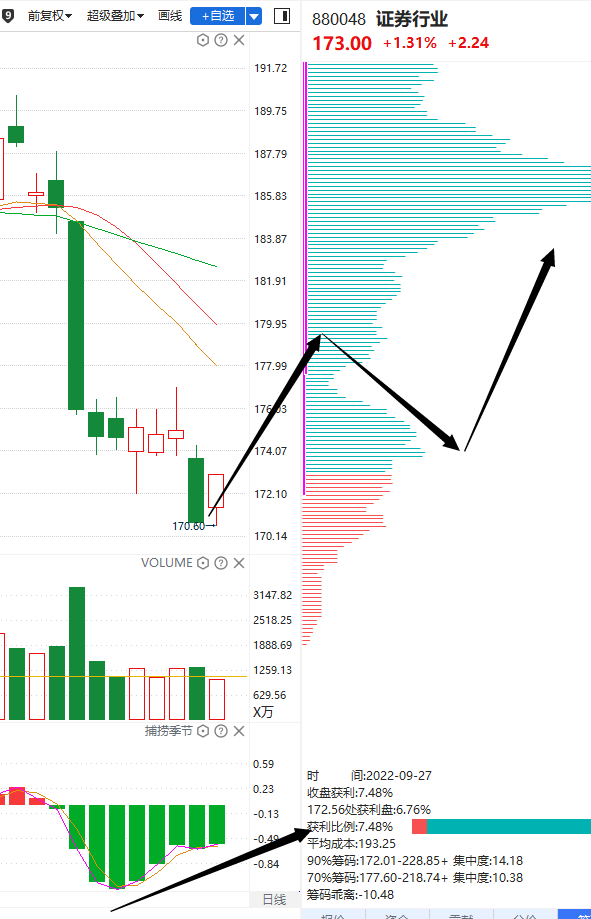 9 前复权 超级叠加 画线 +自选
880048 证券行业
173.00 +1.31% +2.24
191.72
189.75
187.79
185.83
183.87
181.91
179.95
177.99
176.03
174.07
172.10
170.60
170.14
VOLUME
3147.82
2518.25
1888.69
1259.13
629.56
X万
捕捞季节
0.59
0.23
-0.13
-0.49
-0.84
日线
时 间:2022-09-27
收盘获利:7.48%
172.56处获利盘:6.76%
获利比例:7.48%
平均成本:193.25
90%筹码:172.01-228.85+ 集中度:14.18
70%筹码:177.60-218.74+ 集中度:10.38
筹码乖离:-10.48